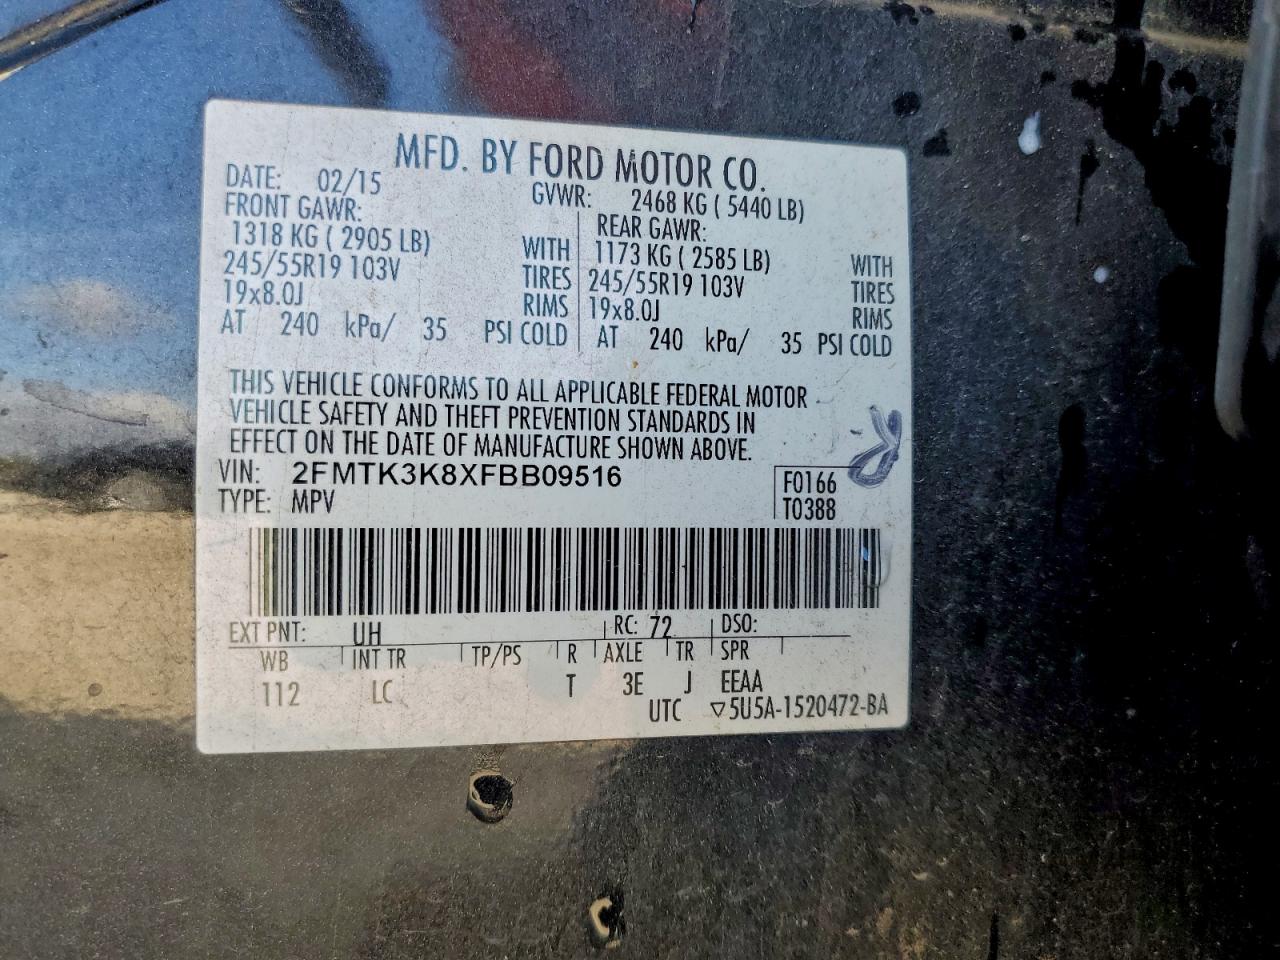 MFD. BY FORD MOTOR CO.
DATE: 02/15 GVWR: 2468 KG ( 5440 LB)
FRONT GAWR: REAR GAWR:
1318 KG ( 2905 LB) WITH 1173 KG ( 2585 LB) WITH
245/55R19 103V TIRES 245/55R19 103V TIRES
19x8.0J RIMS 19x8.0J RIMS
AT 240 kPa/ 35 PSI COLD AT 240 kPa/ 35 PSI COLD
THIS VEHICLE CONFORMS TO ALL APPLICABLE FEDERAL MOTOR
VEHICLE SAFETY AND THEFT PREVENTION STANDARDS IN
EFFECT ON THE DATE OF MANUFACTURE SHOWN ABOVE.
VIN: 2FMTK3K8XFBB09516 F0166
TYPE: MPV T0388
EXT PNT: UH RC: 72 DSO:
WB INT TR TP/PS R AXLE TR SPR
112 LC T 3E J EEAA
UTC ▽5U5A-1520472-BA